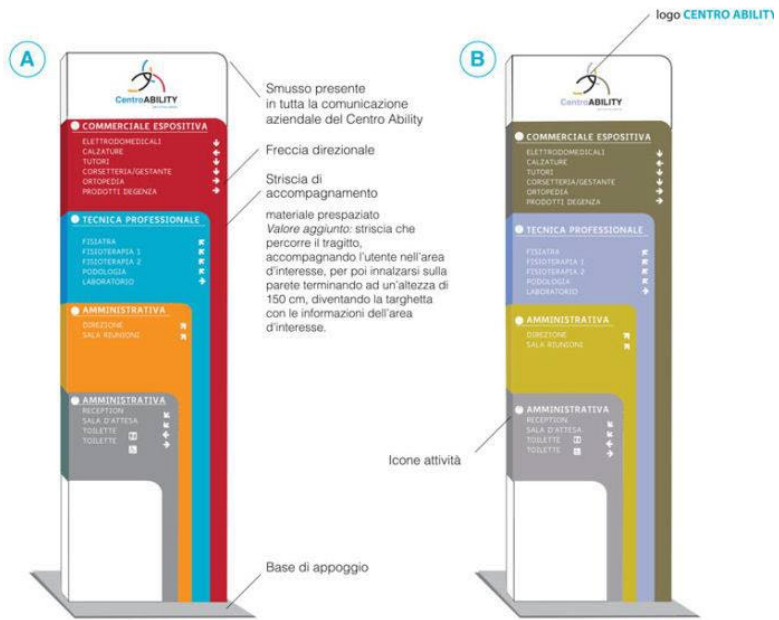 logo CENTRO ABILITY
A
CentroABILITY
COMMERCIALE ESPOSITIVA
ELETTRODOMEDICALI
CALZATURE
TUTORI
CORSETTERIA/GESTANTE
ORTOPEDIA
PRODOTTI DEGENZA
TECNICA PROFESSIONALE
FISIATRA
FISIOTERAPIA 1
FISIOTERAPIA 2
PODOLOGIA
LABORATORIO
AMMINISTRATIVA
DIREZIONE
SALA RIUNIONI
AMMINISTRATIVA
RECEPTION
SALA D'ATTESA
TOILETTE
TOILETTE
Smusso presente
in tutta la comunicazione
aziendale del Centro Ability
Freccia direzionale
Striscia di
accompagnamento
materiale prespaziato
Valore aggiunto: striscia che
percorre il tragitto,
accompagnando l'utente nell'area
d'interesse, per poi innalzarsi sulla
parete terminando ad un'altezza di
150 cm, diventando la targhetta
con le informazioni dell'area
d'interesse.
Icone attività
Base di appoggio
B
CentroABILITY
COMMERCIALE ESPOSITIVA
ELETTRODOMEDICALI
CALZATURE
TUTORI
CORSETTERIA/GESTANTE
ORTOPEDIA
PRODOTTI DEGENZA
TECNICA PROFESSIONALE
FISIATRA
FISIOTERAPIA 1
FISIOTERAPIA 2
PODOLOGIA
LABORATORIO
AMMINISTRATIVA
DIREZIONE
SALA RIUNIONI
AMMINISTRATIVA
RECEPTION
SALA D'ATTESA
TOILETTE
TOILETTE